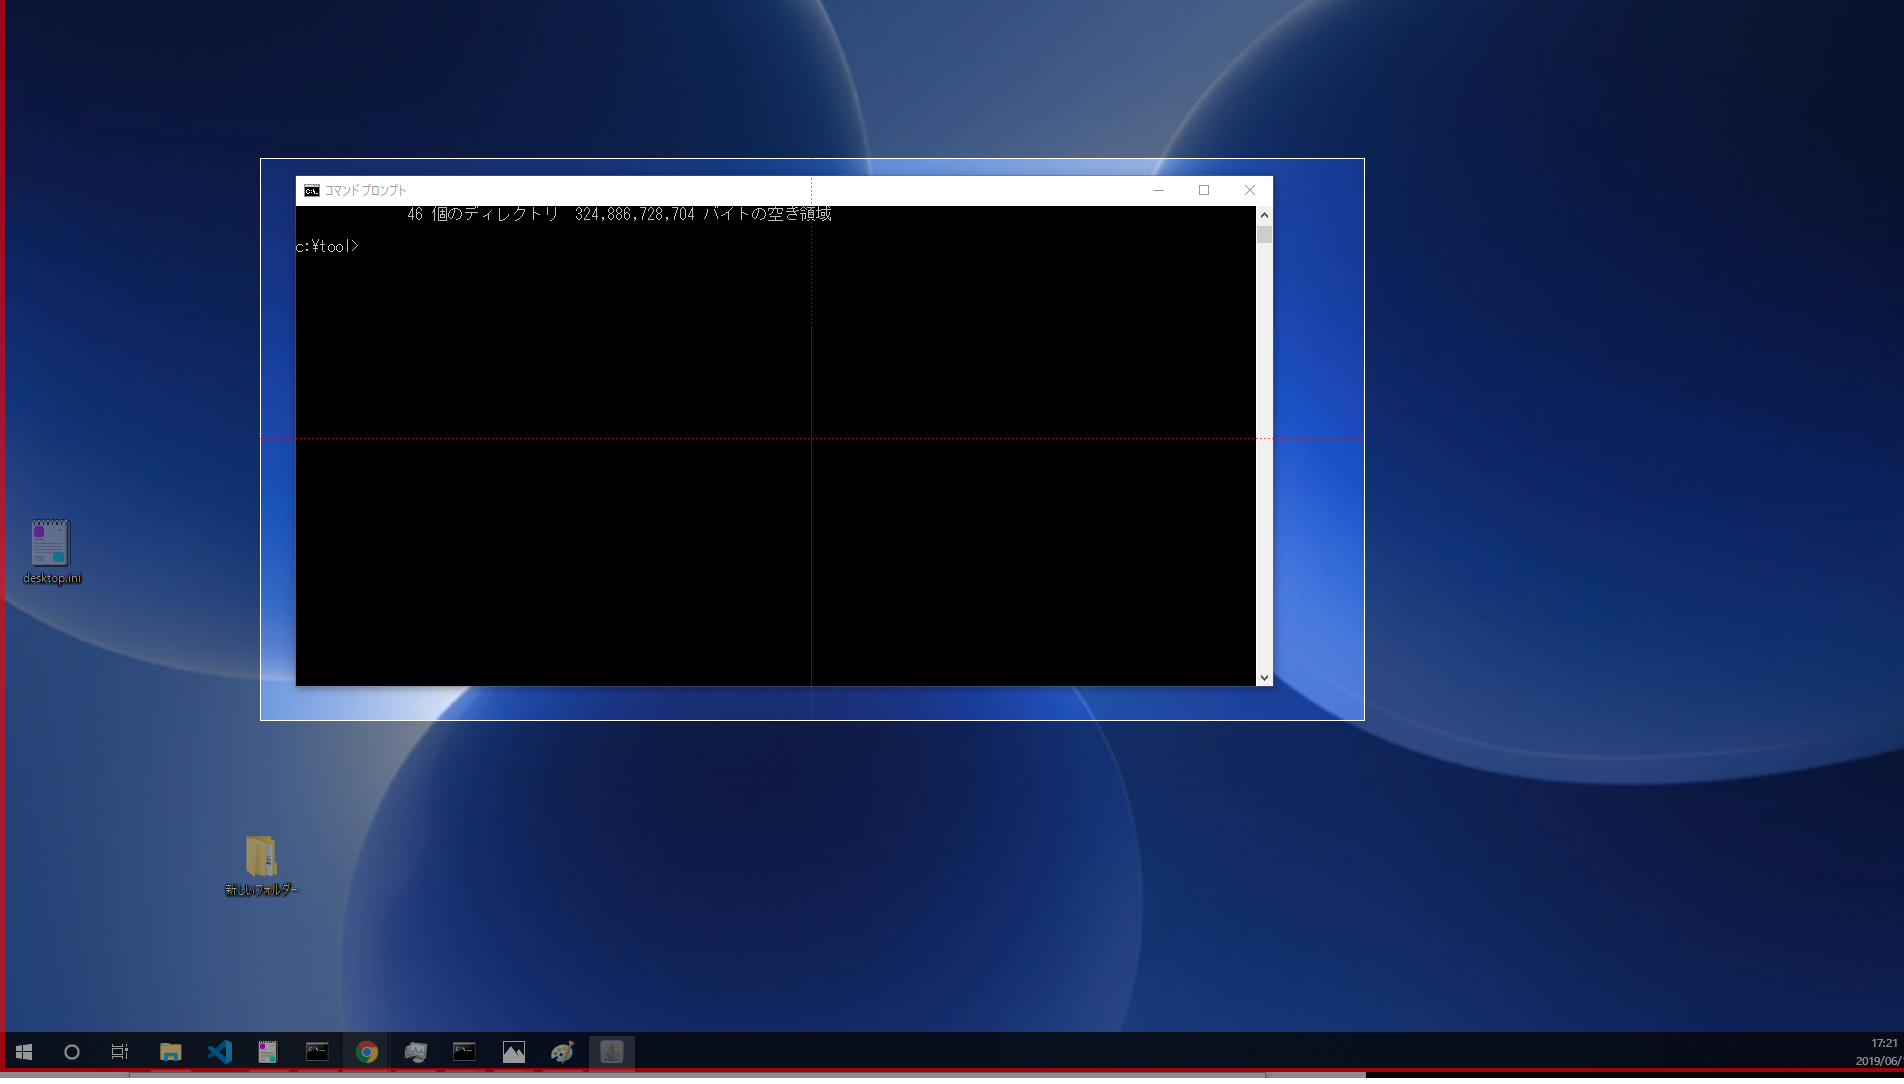 コマンド プロンプト
46 個のディレクトリ  324,886,728,704 バイトの空き領域
c:¥tool>
desktop.ini
新しいフォルダー
17:21
2019/06/